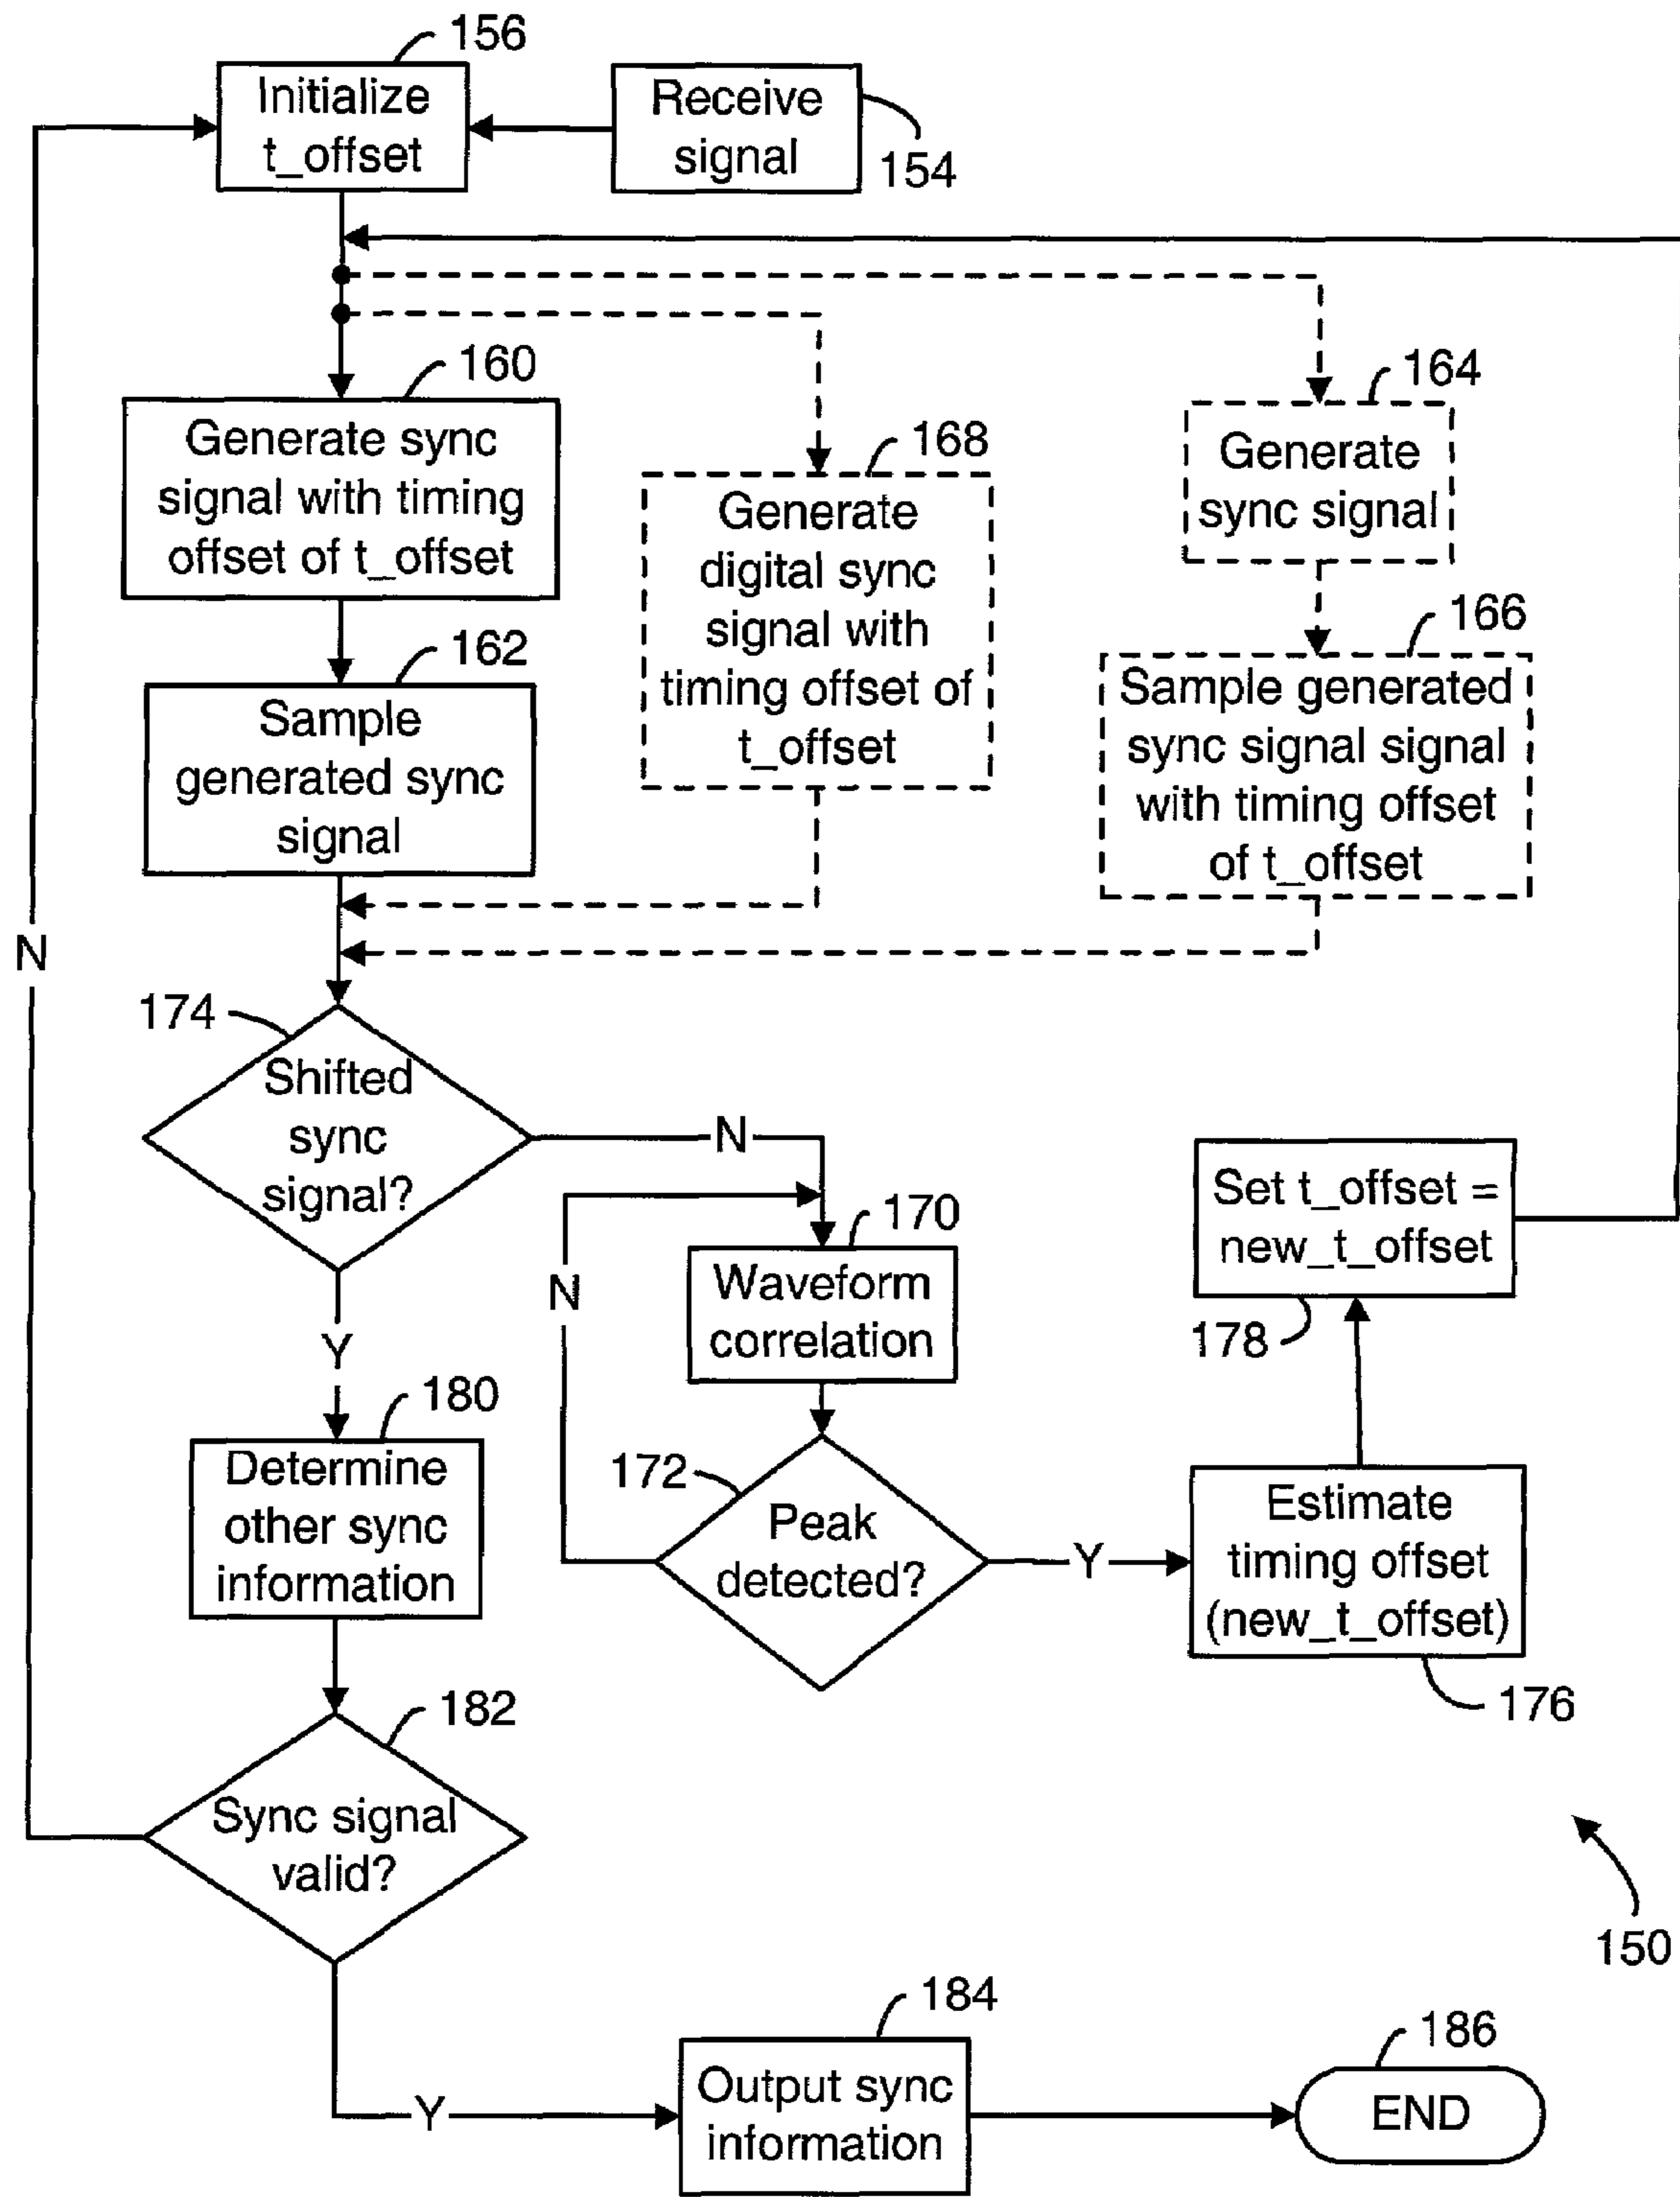 156
Initialize
t_offset
Receive
signal
154
160
Generate sync
signal with timing
offset of t_offset
168
Generate
digital sync
signal with
timing offset of
t_offset
164
Generate
sync signal
162
Sample
generated sync
signal
166
Sample generated
sync signal signal
with timing offset
of t_offset
N
174
Shifted
sync
signal?
N
Y
170
Waveform
correlation
N
Set t_offset =
new_t_offset
178
180
Determine
other sync
information
172
Peak
detected?
Y
Estimate
timing offset
(new_t_offset)
176
182
Sync signal
valid?
150
Y
184
Output sync
information
186
END